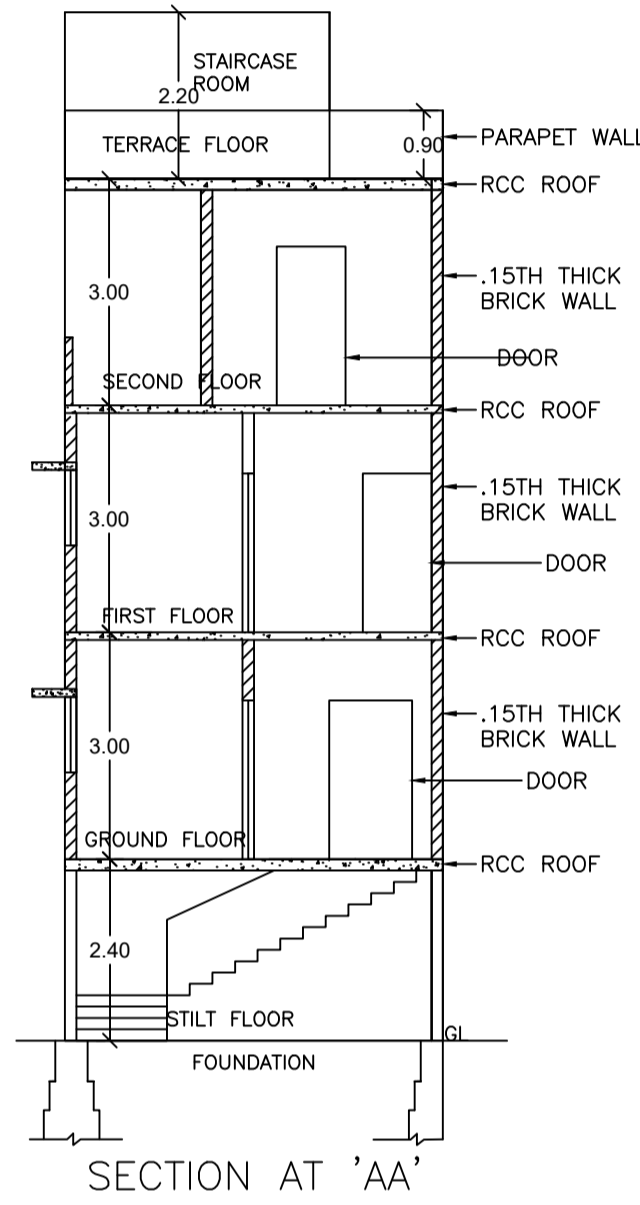 STAIRCASE
ROOM
2.20
TERRACE FLOOR
0.90
PARAPET WALL
RCC ROOF
3.00
.15TH THICK
BRICK WALL
DOOR
SECOND FLOOR
RCC ROOF
3.00
.15TH THICK
BRICK WALL
DOOR
FIRST FLOOR
RCC ROOF
3.00
.15TH THICK
BRICK WALL
DOOR
GROUND FLOOR
RCC ROOF
2.40
STILT FLOOR
GL
FOUNDATION
SECTION AT 'AA'